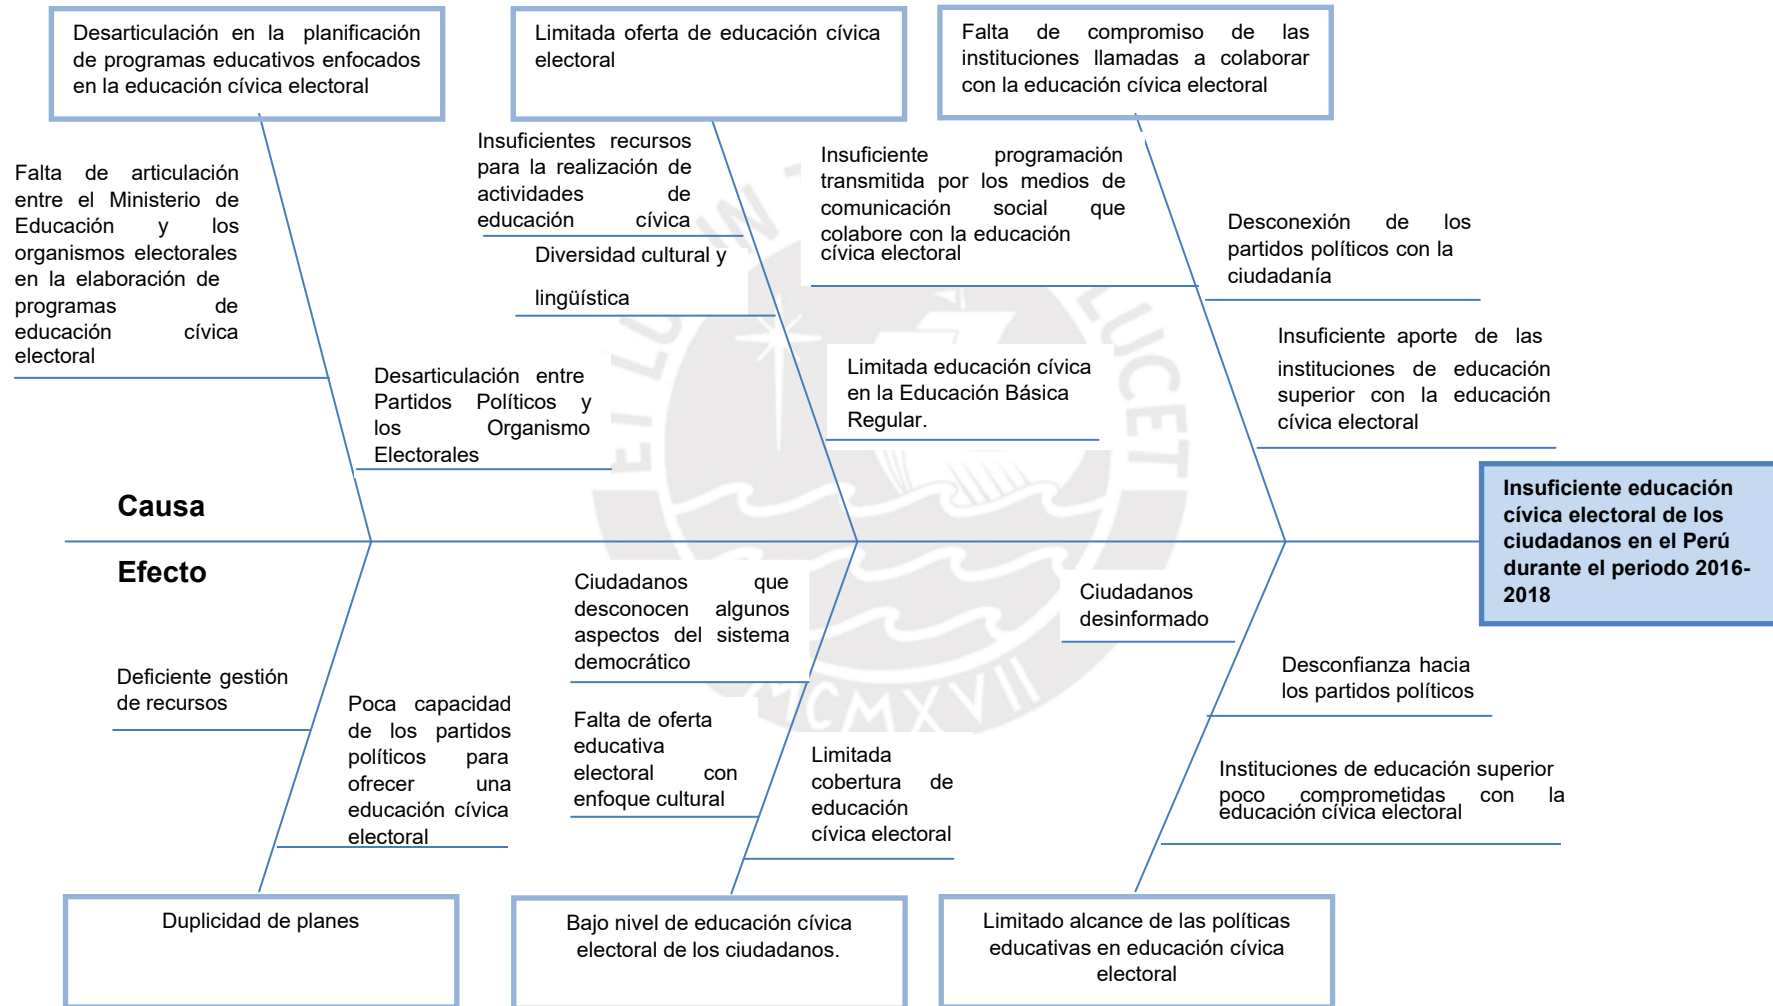 Desarticulación en la planificación
de programas educativos enfocados
en la educación cívica electoral
Limitada oferta de educación cívica
electoral
Falta de compromiso de las
instituciones llamadas a colaborar
con la educación cívica electoral
Falta de articulación
entre el Ministerio de
Educación y los
organismos electorales
en la elaboración de
programas de
educación cívica
electoral
Desarticulación entre
Partidos Políticos y
los Organismo
Electorales
Insuficientes recursos
para la realización de
actividades de
educación cívica
Diversidad cultural y
lingüística
Limitada educación cívica
en la Educación Básica
Regular.
Insuficiente programación
transmitida por los medios de
comunicación social que
colabore con la educación
cívica electoral
Desconexión de los
partidos políticos con la
ciudadanía
Insuficiente aporte de las
instituciones de educación
superior con la educación
cívica electoral
Causa
Efecto
Insuficiente educación
cívica electoral de los
ciudadanos en el Perú
durante el periodo 2016-
2018
Deficiente gestión
de recursos
Poca capacidad
de los partidos
políticos para
ofrecer una
educación cívica
electoral
Ciudadanos que
desconocen algunos
aspectos del sistema
democrático
Falta de oferta
educativa
electoral con
enfoque cultural
Limitada
cobertura de
educación
cívica electoral
Ciudadanos
desinformado
Desconfianza hacia
los partidos políticos
Instituciones de educación superior
poco comprometidas con la
educación cívica electoral
Duplicidad de planes
Bajo nivel de educación cívica
electoral de los ciudadanos.
Limitado alcance de las políticas
educativas en educación cívica
electoral
LUCET
MCMXVII